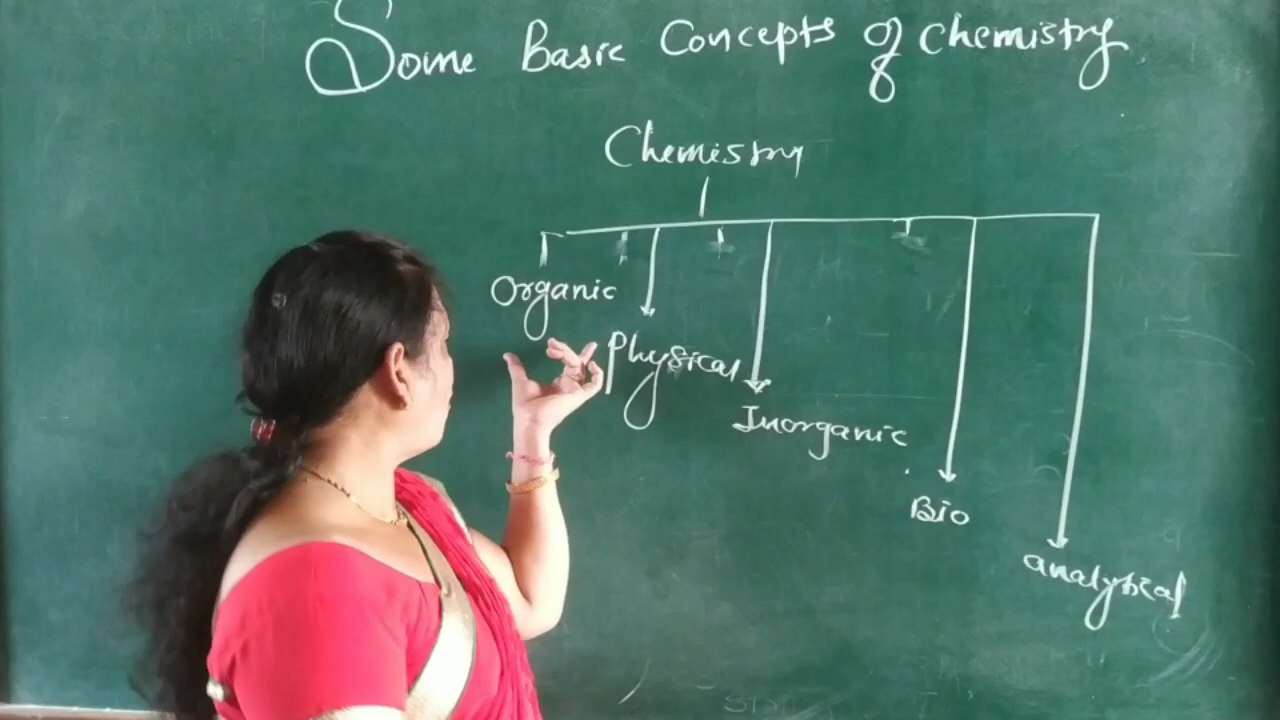 Some Basic Concepts of Chemistry
Chemistry
Organic
Physical
Inorganic
Bio
analytical